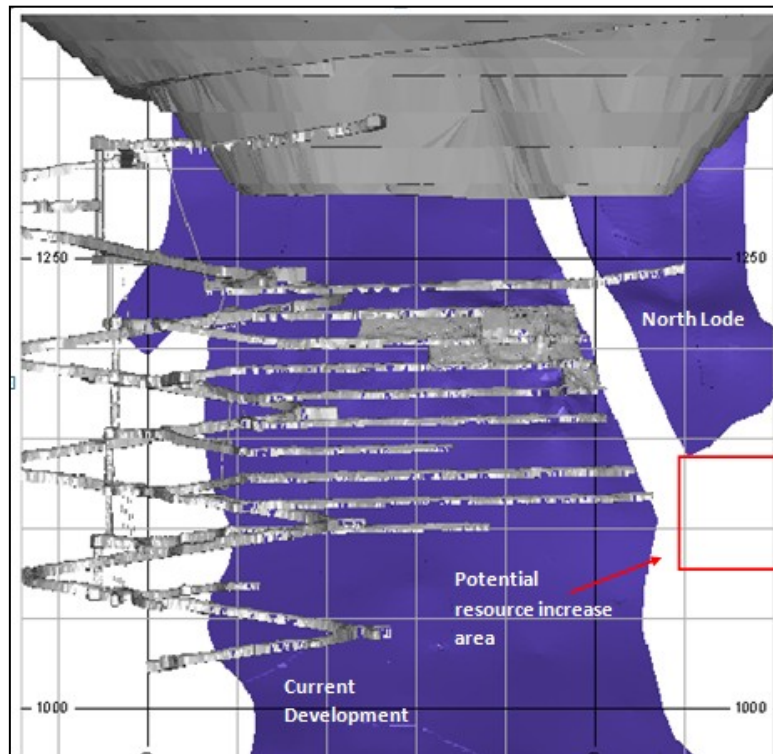 1250
1250
North Lode
Potential
resource increase
area
Current
Development
1000
1000